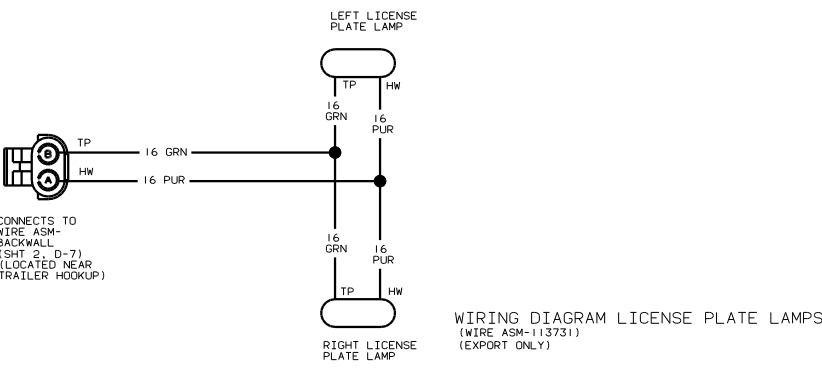 LEFT LICENSE
PLATE LAMP
TP HW
16
GRN
16
PUR
TP
B
16 GRN
HW
A
16 PUR
CONNECTS TO
WIRE ASM-
BACKWALL
(SHT 2, D-7)
(LOCATED NEAR
TRAILER HOOKUP)
16
GRN
16
PUR
TP HW
RIGHT LICENSE
PLATE LAMP
WIRING DIAGRAM LICENSE PLATE LAMPS
(WIRE ASM-113731)
(EXPORT ONLY)